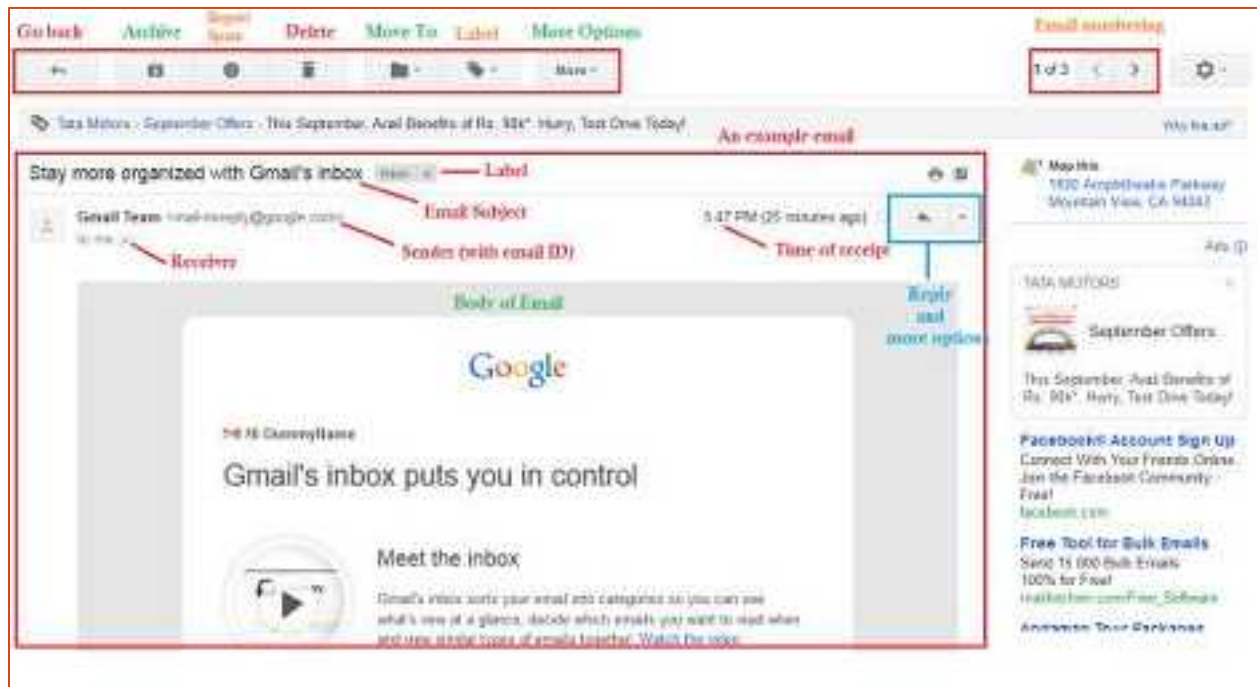 Go back Archive Report Spam Delete Move To Label More Options Email numbering
More 1 of 3
Tata Motors - September Offers - This September, Avail Benefits of Rs. 90k*. Hurry, Test Drive Today! Why this ad?
An example email
Stay more organized with Gmail's inbox Inbox x Label
Email Subject
Gmail Team 5:47 PM (25 minutes ago)
to me
Receiver
Sender (with email ID)
Time of receipt
Reply
and
more option
Body of Email
Google
Hi DummyName
Gmail's inbox puts you in control
Meet the inbox
Gmail's inbox sorts your email into categories so you can see
what's new at a glance, decide which emails you want to read when
and view similar types of emails together. Watch the video
Map this
1600 Amphitheatre Parkway
Mountain View, CA 94043
Ads
TATA MOTORS
September Offers
This September, Avail Benefits of
Rs. 90k*. Hurry, Test Drive Today!
Facebook® Account Sign Up
Connect With Your Friends Online.
Join the Facebook Community -
Free!
facebook.com
Free Tool for Bulk Emails
Send 15,000 Bulk Emails
100% for Free!
Tour Packages